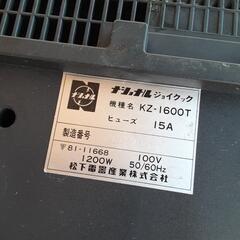 ナショナル ジョイクック
機種名 KZ-1600T
ヒューズ 15A
製造番号
〒81-11668 100V
1200W 50/60Hz
松下電器産業株式会社